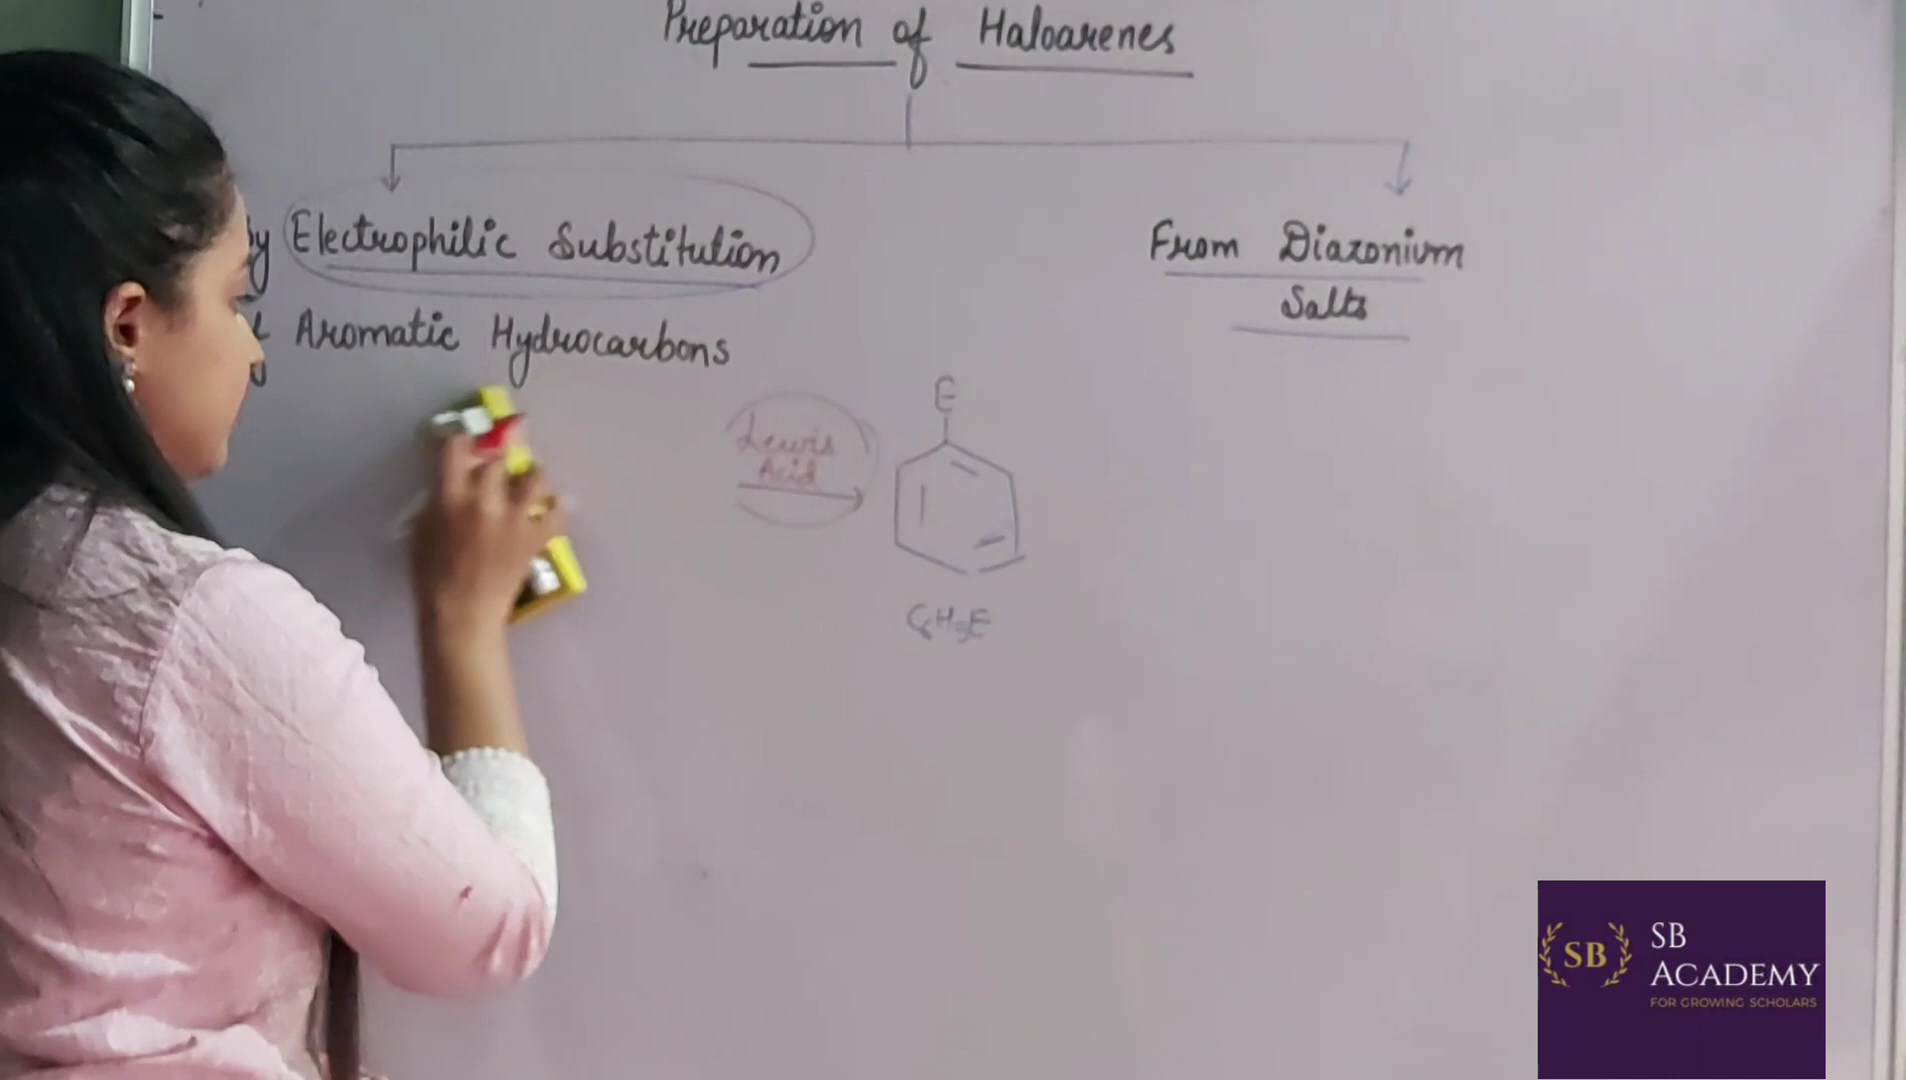 Preparation of Haloarenes
By Electrophilic Substitution
Aromatic Hydrocarbons
From Diazonium
Salts
Lewis
Acid
E
C6H5E
SB
SB
ACADEMY
FOR GROWING SCHOLARS